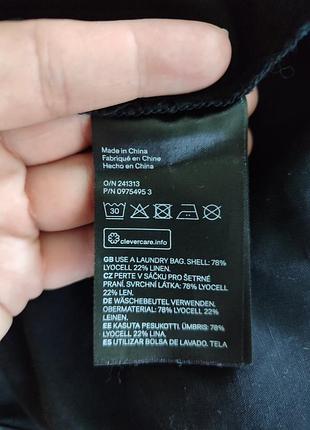 Made in China
Fabriqué en Chine
Hecho en China
O/N 241313
P/N 0975495 3
30
clevercare.info
GB USE A LAUNDRY BAG. SHELL: 78%
LYOCELL 22% LINEN.
CZ PERTE V SÁČKU PRO ŠETRNÉ
PRANÍ. SVRCHNÍ LÁTKA: 78% LYOCELL
22% LEN.
DE WÄSCHEBEUTEL VERWENDEN.
OBERMATERIAL: 78% LYOCELL 22%
LEINEN.
EE KASUTA PESUKOTTI. ÜMBRIS: 78%
LYOCELL 22% LINANE.
ES UTILIZAR BOLSA DE LAVADO. TELA